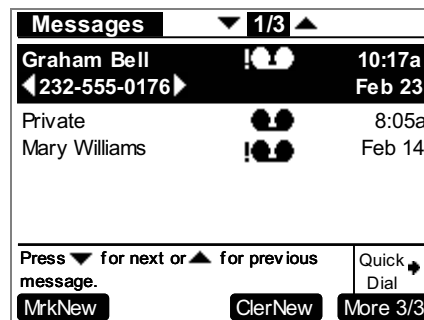 Messages ▼ 1/3 ▲
Graham Bell ! 10:17a
◀232-555-0176▶ Feb 23
Private 8:05a
Mary Williams ! Feb 14
Press ▼ for next or ▲ for previous
message.
Quick
Dial
MrkNew ClerNew More 3/3